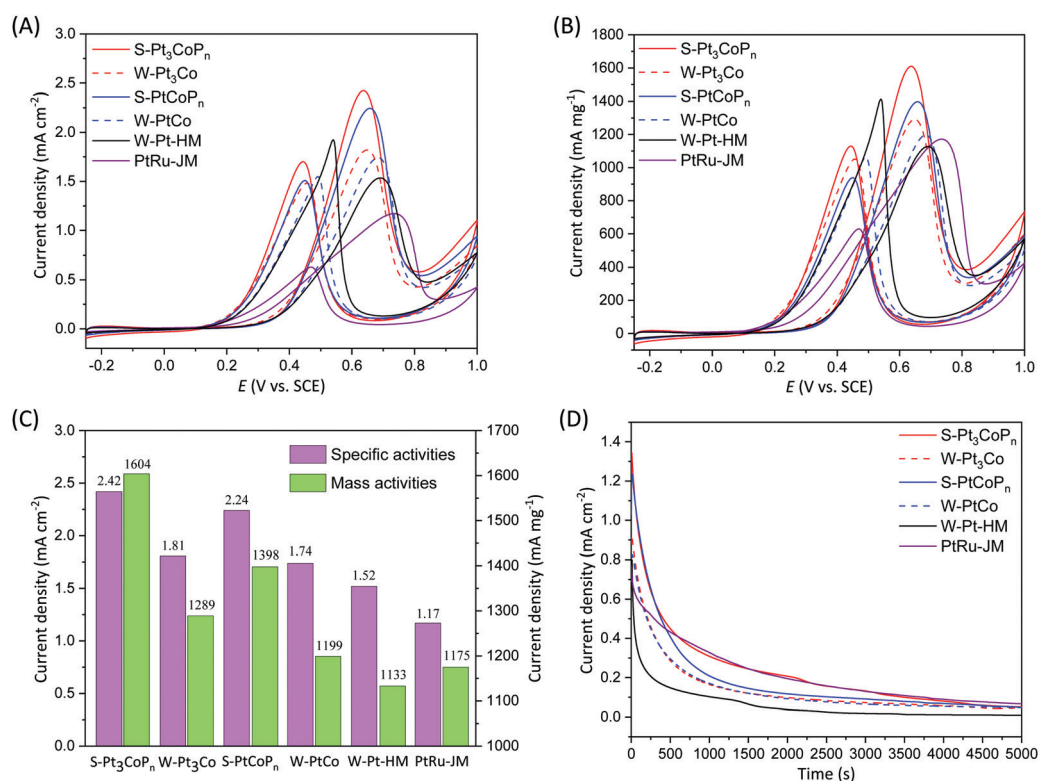 (A)
S-Pt₃CoPₙ
W-Pt₃Co
S-PtCoPₙ
W-PtCo
W-Pt-HM
PtRu-JM
Current density (mA cm⁻²)
3.0
2.5
2.0
1.5
1.0
0.5
0.0
-0.2 0.0 0.2 0.4 0.6 0.8 1.0
E (V vs. SCE)
(B)
S-Pt₃CoPₙ
W-Pt₃Co
S-PtCoPₙ
W-PtCo
W-Pt-HM
PtRu-JM
Current density (mA mg⁻¹)
1800
1600
1400
1200
1000
800
600
400
200
0
-0.2 0.0 0.2 0.4 0.6 0.8 1.0
E (V vs. SCE)
(C)
Specific activities
Mass activities
Current density (mA cm⁻²)
3.0
2.5
2.0
1.5
1.0
0.5
0.0
2.42 1604
1.81 1289
2.24 1398
1.74 1199
1.52 1133
1.17 1175
S-Pt₃CoPₙ W-Pt₃Co S-PtCoPₙ W-PtCo W-Pt-HM PtRu-JM
1700
1600
1500
1400
1300
1200
1100
1000
Current density (mA mg⁻¹)
(D)
S-Pt₃CoPₙ
W-Pt₃Co
S-PtCoPₙ
W-PtCo
W-Pt-HM
PtRu-JM
Current density (mA cm⁻²)
1.4
1.2
1.0
0.8
0.6
0.4
0.2
0.0
0 500 1000 1500 2000 2500 3000 3500 4000 4500 5000
Time (s)